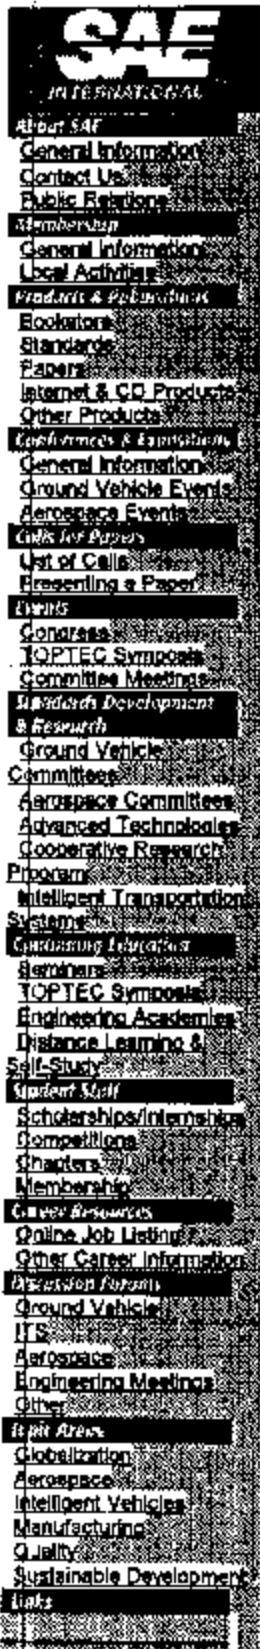 SAE
INTERNATIONAL
About SAE
General Information
Contact Us
Public Relations
Membership
General Information
Local Activities
Products & Publications
Bookstore
Standards
Papers
Internet & CD Products
Other Products
Conferences & Expositions
General Information
Ground Vehicle Events
Aerospace Events
Calls for Papers
List of Calls
Presenting a Paper
Events
Congress
TOPTEC Symposia
Committee Meetings
Standards Development
& Research
Ground Vehicle
Committees
Aerospace Committees
Advanced Technologies
Cooperative Research
Program
Intelligent Transportation
Systems
Continuing Education
Seminars
TOPTEC Symposia
Engineering Academies
Distance Learning &
Self-Study
Student Stuff
Scholarships/Internships
Competitions
Chapters
Membership
Career Resources
Online Job Listing
Other Career Information
Discussion Forums
Ground Vehicle
ITS
Aerospace
Engineering Meetings
Other
Topic Areas
Globalization
Aerospace
Intelligent Vehicles
Manufacturing
Quality
Sustainable Development
Links